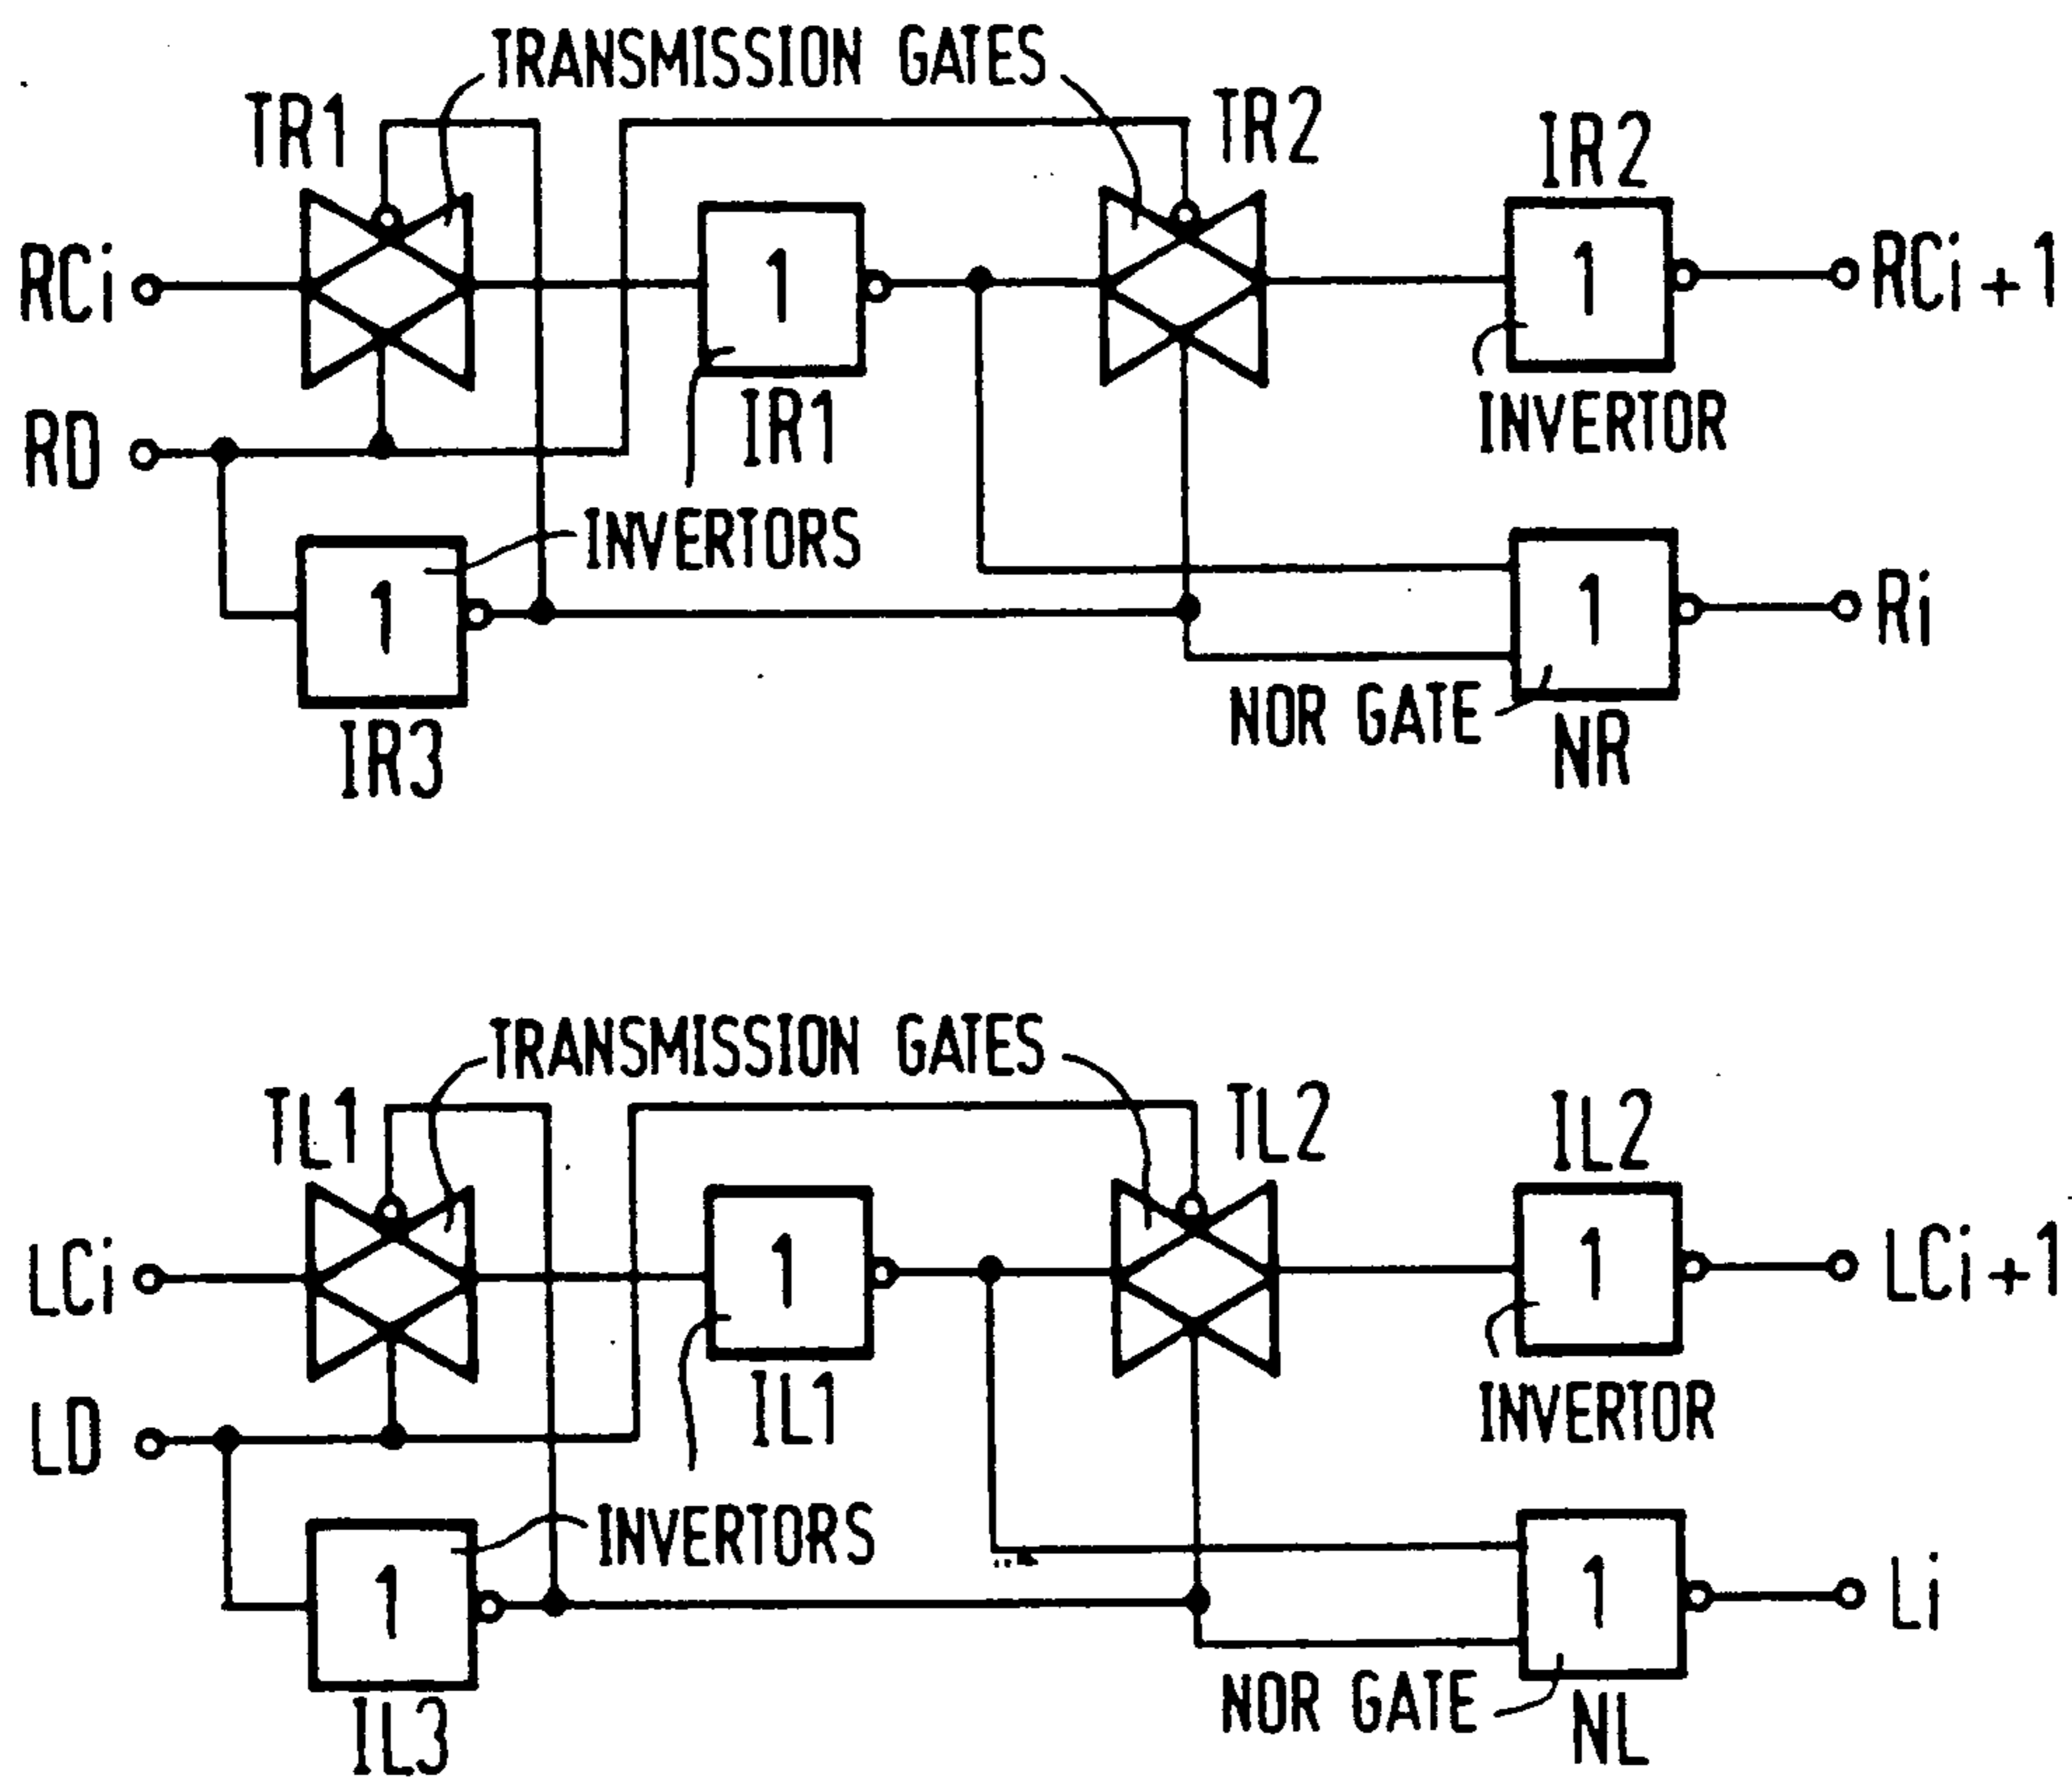 TRANSMISSION GATES
TR1
TR2
IR2
RCi
1
1
RCi+1
RD
IR1
INVERTOR
INVERTORS
1
1
Ri
NOR GATE
IR3
NR
TRANSMISSION GATES
TL1
TL2
IL2
LCi
1
1
LCi+1
LD
IL1
INVERTOR
INVERTORS
1
1
Li
NOR GATE
IL3
NL